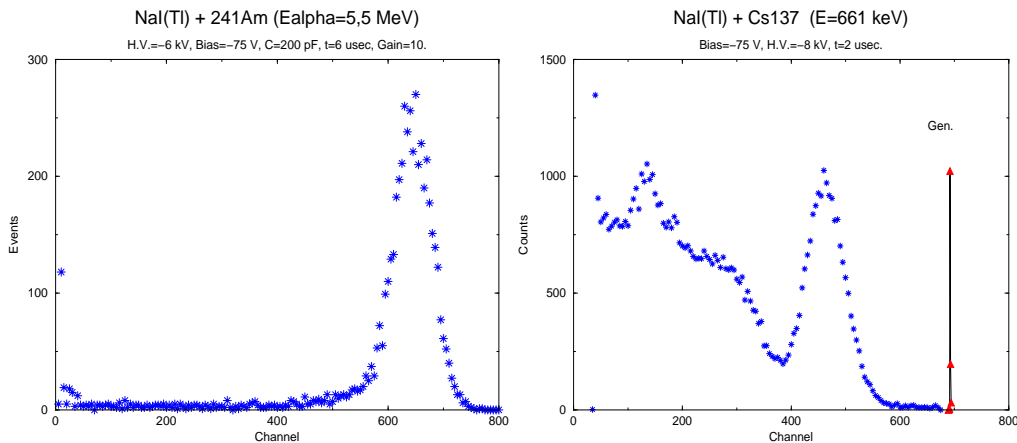 NaI(Tl) + 241Am (Ealpha=5,5 MeV)
H.V.=−6 kV, Bias=−75 V, C=200 pF, t=6 usec, Gain=10.
300
200
100
0
Events
0 200 400 600 800
Channel
NaI(Tl) + Cs137  (E=661 keV)
Bias=−75 V, H.V.=−8 kV, t=2 usec.
1500
1000
500
0
Counts
Gen.
0 200 400 600 800
Channel